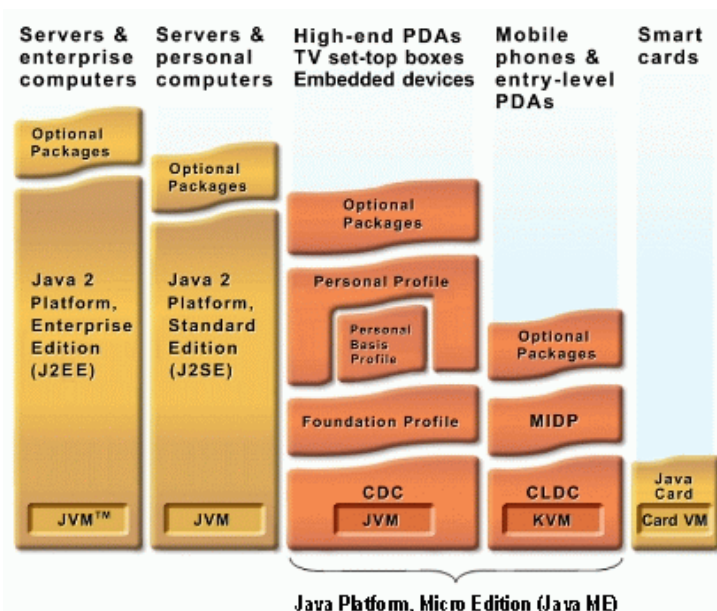 Servers &
enterprise
computers
Servers &
personal
computers
High-end PDAs
TV set-top boxes
Embedded devices
Mobile
phones &
entry-level
PDAs
Smart
cards
Optional
Packages
Java 2
Platform,
Enterprise
Edition
(J2EE)
JVM™
Optional
Packages
Java 2
Platform,
Standard
Edition
(J2SE)
JVM
Optional
Packages
Personal Profile
Personal
Basis
Profile
Foundation Profile
CDC
JVM
Optional
Packages
MIDP
CLDC
KVM
Java
Card
Card VM
Java Platform, Micro Edition (Java ME)